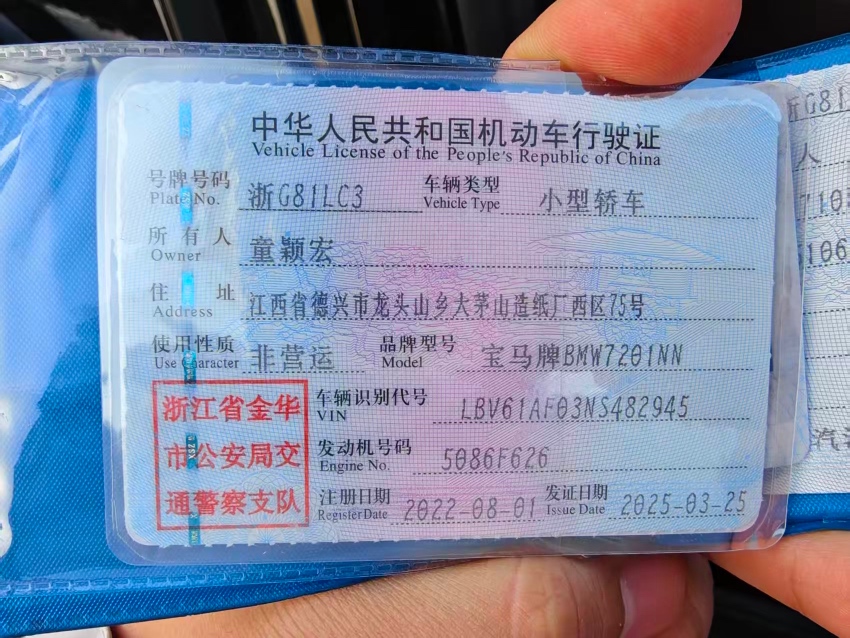 中华人民共和国机动车行驶证
Vehicle License of the People's Republic of China
号牌号码 浙G81LC3 车辆类型 小型轿车
Plate No. Vehicle Type
所有人 童颖宏
Owner
住址 江西省德兴市龙头山乡大茅山造纸厂西区75号
Address
使用性质 非营运 品牌型号 宝马牌BMW7201NN
Use Character Model
浙江省金华
市公安局交
通警察支队
车辆识别代号 LBV61AF03NS482945
VIN
发动机号码 5086F626
Engine No.
注册日期 2022-08-01 发证日期 2025-03-25
Register Date Issue Date
浙G81
人
106
汽